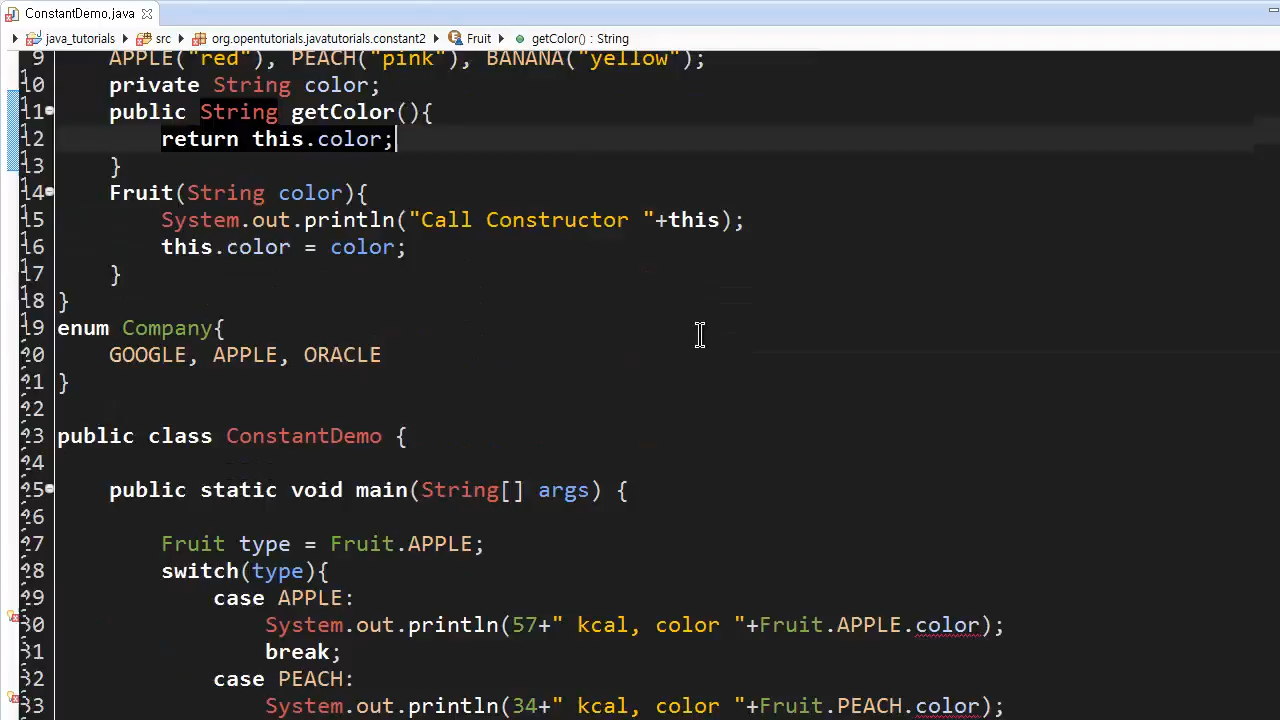 ConstantDemo.java
java_tutorials src org.opentutorials.javatutorials.constant2 Fruit getColor() : String
9 APPLE("red"), PEACH("pink"), BANANA("yellow");
10 private String color;
11 public String getColor(){
12 return this.color;
13 }
14 Fruit(String color){
15 System.out.println("Call Constructor "+this);
16 this.color = color;
17 }
18 }
19 enum Company{
20 GOOGLE, APPLE, ORACLE
21 }
22
23 public class ConstantDemo {
24
25 public static void main(String[] args) {
26
27 Fruit type = Fruit.APPLE;
28 switch(type){
29 case APPLE:
30 System.out.println(57+" kcal, color "+Fruit.APPLE.color);
31 break;
32 case PEACH:
33 System.out.println(34+" kcal, color "+Fruit.PEACH.color);